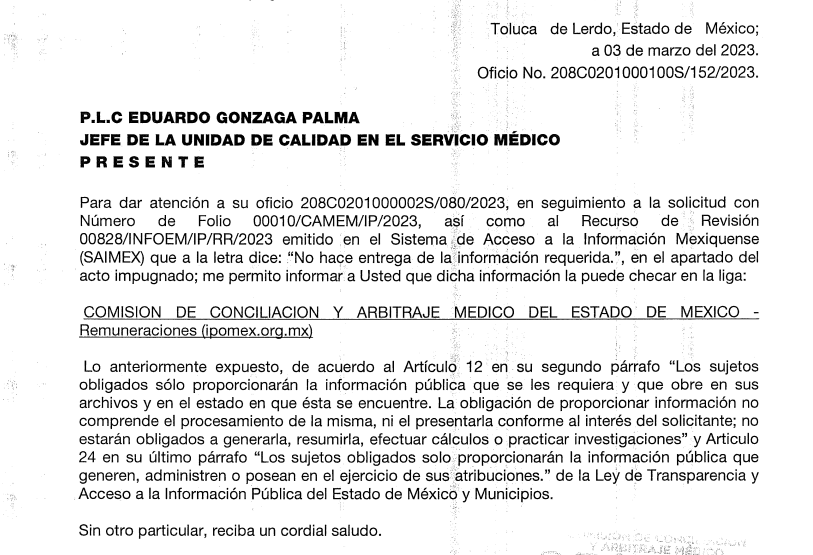 Toluca de Lerdo, Estado de México;
a 03 de marzo del 2023.
Oficio No. 208C0201000100S/152/2023.
P.L.C EDUARDO GONZAGA PALMA
JEFE DE LA UNIDAD DE CALIDAD EN EL SERVICIO MÉDICO
P R E S E N T E
Para dar atención a su oficio 208C0201000002S/080/2023, en seguimiento a la solicitud con
Número de Folio 00010/CAMEM/IP/2023, así como al Recurso de Revisión
00828/INFOEM/IP/RR/2023 emitido en el Sistema de Acceso a la Información Mexiquense
(SAIMEX) que a la letra dice: “No hace entrega de la información requerida.”, en el apartado del
acto impugnado; me permito informar a Usted que dicha información la puede checar en la liga:
COMISION DE CONCILIACION Y ARBITRAJE MEDICO DEL ESTADO DE MEXICO -
Remuneraciones (ipomex.org.mx)
Lo anteriormente expuesto, de acuerdo al Artículo 12 en su segundo párrafo “Los sujetos
obligados sólo proporcionarán la información pública que se les requiera y que obre en sus
archivos y en el estado en que ésta se encuentre. La obligación de proporcionar información no
comprende el procesamiento de la misma, ni el presentarla conforme al interés del solicitante; no
estarán obligados a generarla, resumirla, efectuar cálculos o practicar investigaciones” y Articulo
24 en su último párrafo “Los sujetos obligados solo proporcionarán la información pública que
generen, administren o posean en el ejercicio de sus atribuciones.” de la Ley de Transparencia y
Acceso a la Información Pública del Estado de México y Municipios.
Sin otro particular, reciba un cordial saludo.
Y ARBITRAJE MÉDICO